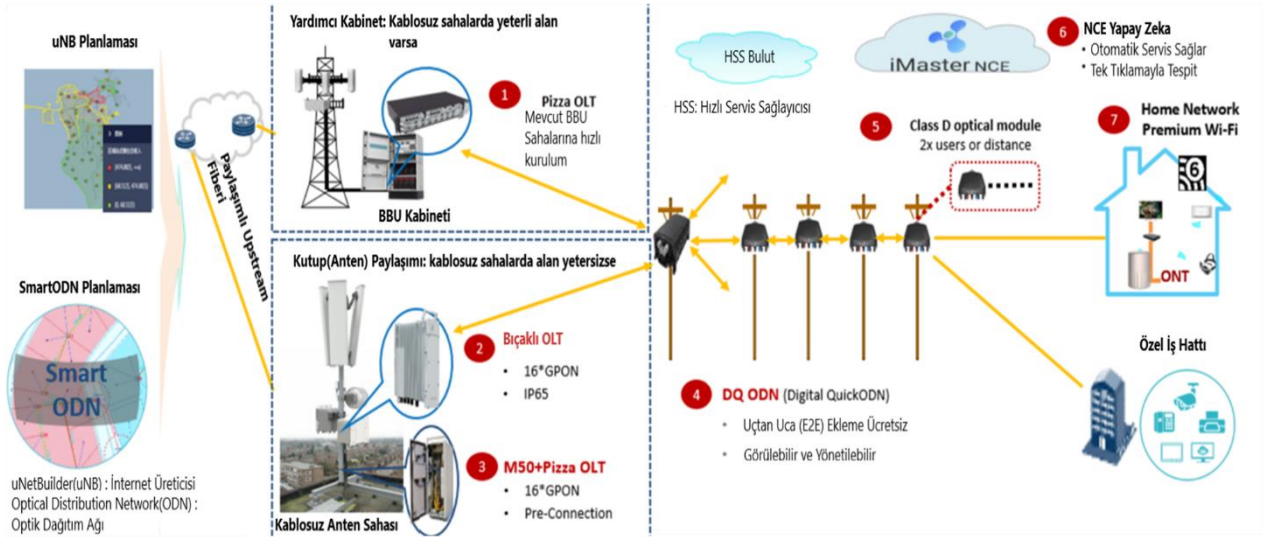 uNB Planlaması
SmartODN Planlaması
Smart
ODN
uNetBuilder(uNB) : İnternet Üreticisi
Optical Distribution Network(ODN) :
Optik Dağıtım Ağı
Paylaşımlı Upstream
Fiberi
Yardımcı Kabinet: Kablosuz sahalarda yeterli alan
varsa
1
Pizza OLT
Mevcut BBU
Sahalarına hızlı
kurulum
BBU Kabineti
Kutup(Anten) Paylaşımı: kablosuz sahalarda alan yetersizse
2
Bıçaklı OLT
• 16*GPON
• IP65
3
M50+Pizza OLT
• 16*GPON
• Pre-Connection
Kablosuz Anten Sahası
HSS Bulut
HSS: Hızlı Servis Sağlayıcısı
iMaster NCE
6
NCE Yapay Zeka
• Otomatik Servis Sağlar
• Tek Tıklamayla Tespit
5
Class D optical module
2x users or distance
7
Home Network
Premium Wi-Fi
6
ONT
4
DQ ODN (Digital QuickODN)
• Uçtan Uca (E2E) Ekleme Ücretsiz
• Görülebilir ve Yönetilebilir
Özel İş Hattı